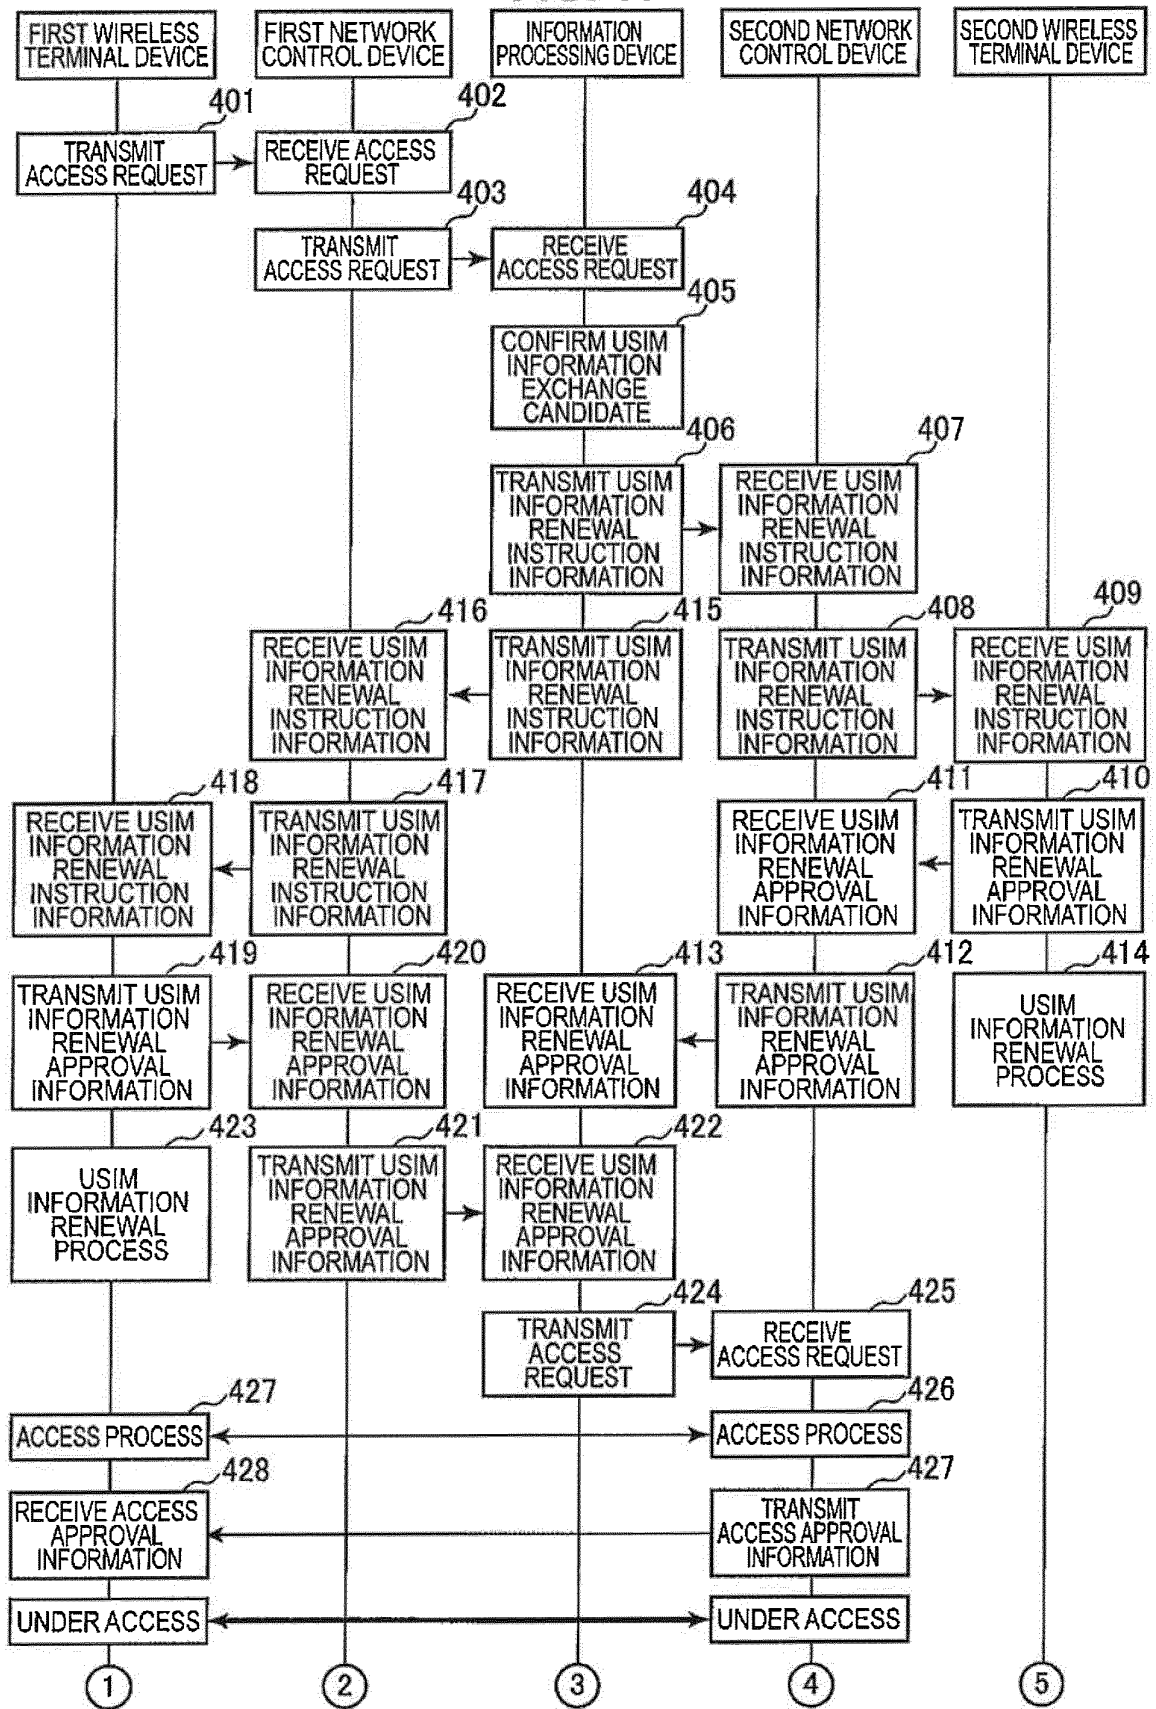 FIRST WIRELESS
TERMINAL DEVICE
FIRST NETWORK
CONTROL DEVICE
INFORMATION
PROCESSING DEVICE
SECOND NETWORK
CONTROL DEVICE
SECOND WIRELESS
TERMINAL DEVICE
401
TRANSMIT
ACCESS REQUEST
402
RECEIVE ACCESS
REQUEST
403
TRANSMIT
ACCESS REQUEST
404
RECEIVE
ACCESS REQUEST
405
CONFIRM USIM
INFORMATION
EXCHANGE
CANDIDATE
406
TRANSMIT USIM
INFORMATION
RENEWAL
INSTRUCTION
INFORMATION
407
RECEIVE USIM
INFORMATION
RENEWAL
INSTRUCTION
INFORMATION
416
RECEIVE USIM
INFORMATION
RENEWAL
INSTRUCTION
INFORMATION
415
TRANSMIT USIM
INFORMATION
RENEWAL
INSTRUCTION
INFORMATION
408
TRANSMIT USIM
INFORMATION
RENEWAL
INSTRUCTION
INFORMATION
409
RECEIVE USIM
INFORMATION
RENEWAL
INSTRUCTION
INFORMATION
418
RECEIVE USIM
INFORMATION
RENEWAL
INSTRUCTION
INFORMATION
417
TRANSMIT USIM
INFORMATION
RENEWAL
INSTRUCTION
INFORMATION
411
RECEIVE USIM
INFORMATION
RENEWAL
APPROVAL
INFORMATION
410
TRANSMIT USIM
INFORMATION
RENEWAL
APPROVAL
INFORMATION
419
TRANSMIT USIM
INFORMATION
RENEWAL
APPROVAL
INFORMATION
420
RECEIVE USIM
INFORMATION
RENEWAL
APPROVAL
INFORMATION
413
RECEIVE USIM
INFORMATION
RENEWAL
APPROVAL
INFORMATION
412
TRANSMIT USIM
INFORMATION
RENEWAL
APPROVAL
INFORMATION
414
USIM
INFORMATION
RENEWAL
PROCESS
423
USIM
INFORMATION
RENEWAL
PROCESS
421
TRANSMIT USIM
INFORMATION
RENEWAL
APPROVAL
INFORMATION
422
RECEIVE USIM
INFORMATION
RENEWAL
APPROVAL
INFORMATION
424
TRANSMIT
ACCESS
REQUEST
425
RECEIVE
ACCESS REQUEST
427
ACCESS PROCESS
426
ACCESS PROCESS
428
RECEIVE ACCESS
APPROVAL
INFORMATION
427
TRANSMIT
ACCESS APPROVAL
INFORMATION
UNDER ACCESS
UNDER ACCESS
1
2
3
4
5